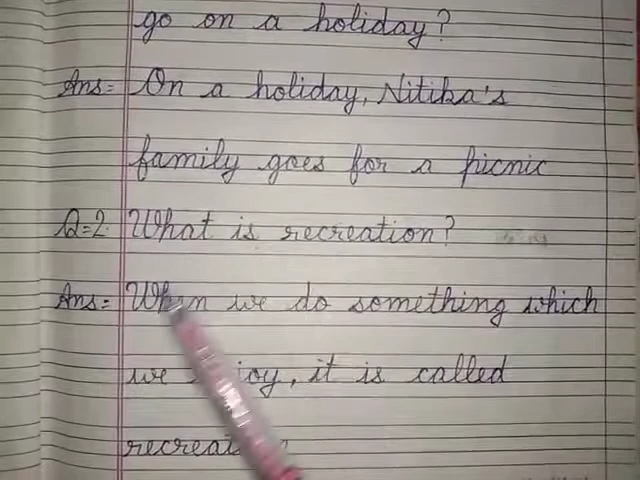 go on a holiday?
Ans= On a holiday, Nitika's
family goes for a picnic
Q=2. What is recreation?
Ans= When we do something which
we enjoy, it is called
recreation